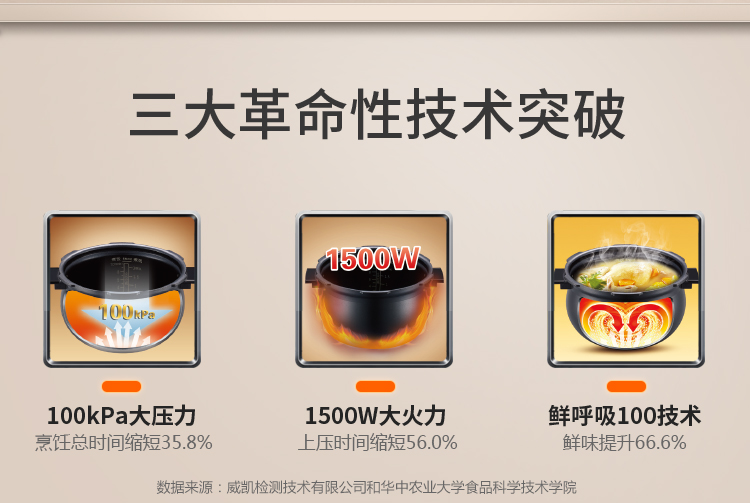 三大革命性技术突破
100kPa
1500W
100kPa大压力
1500W大火力
鲜呼吸100技术
烹饪总时间缩短35.8%
上压时间缩短56.0%
鲜味提升66.6%
数据来源：威凯检测技术有限公司和华中农业大学食品科学技术学院